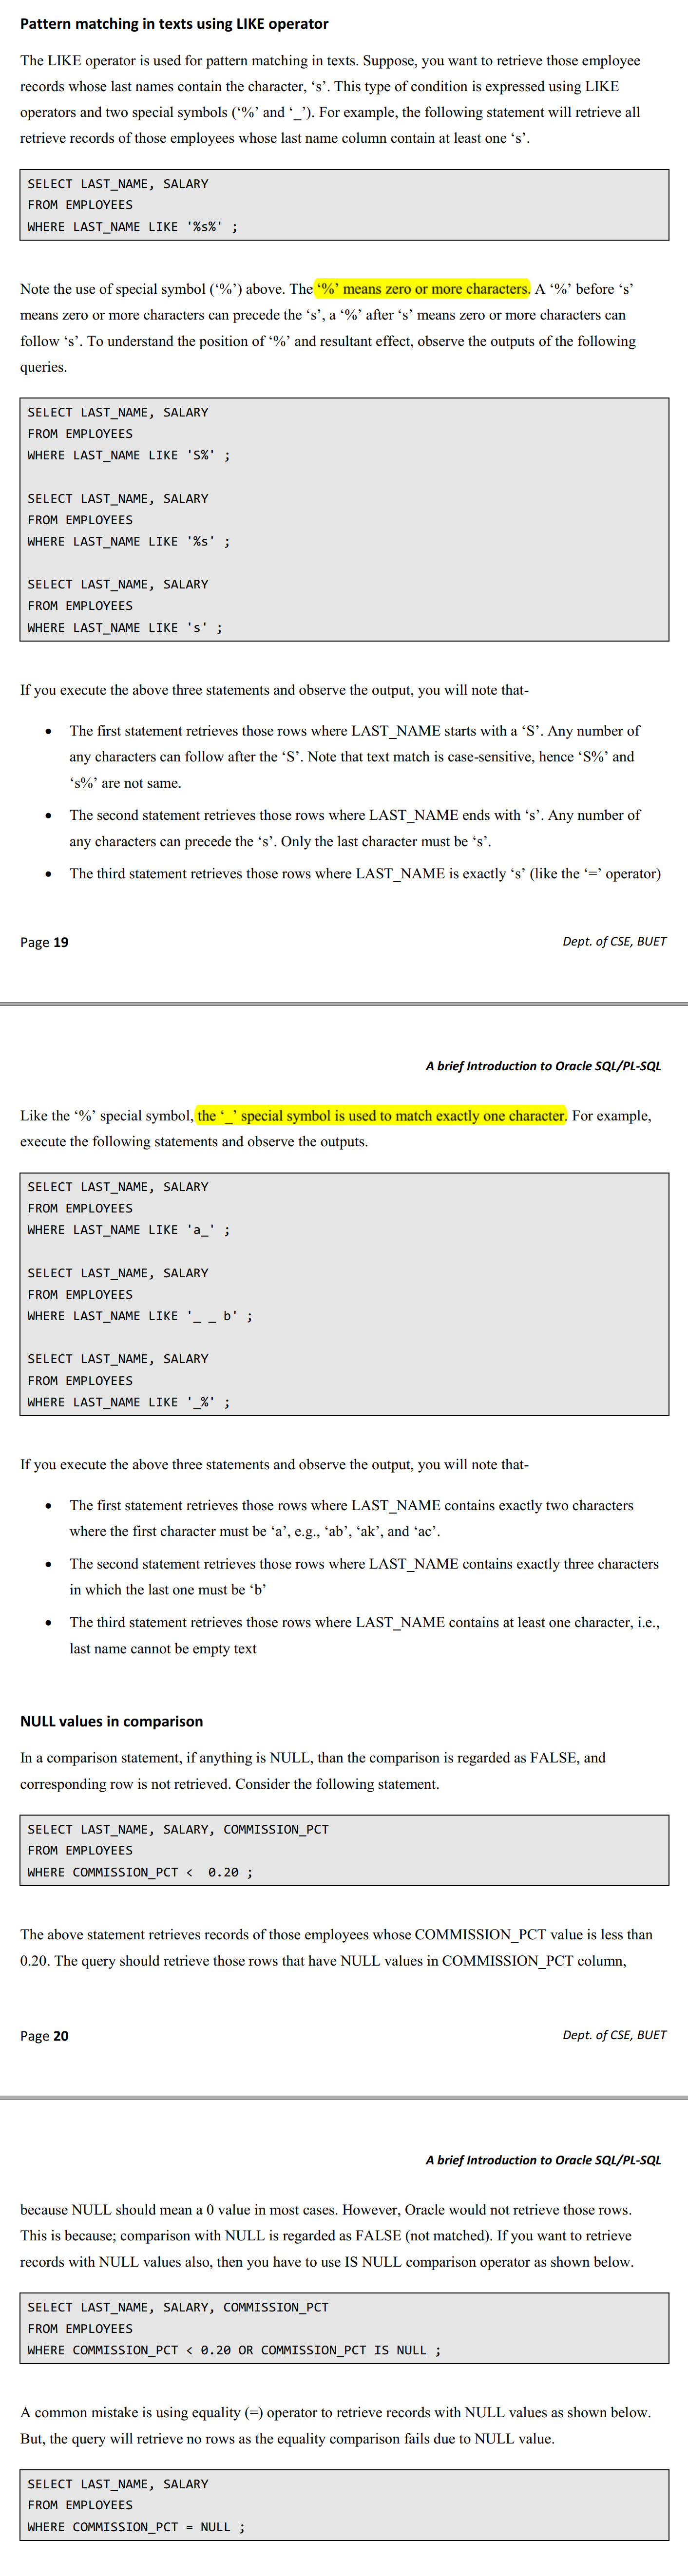 Pattern matching in texts using LIKE operator
The LIKE operator is used for pattern matching in texts. Suppose, you want to retrieve those employee
records whose last names contain the character, ‘s’. This type of condition is expressed using LIKE
operators and two special symbols (‘%’ and ‘_’). For example, the following statement will retrieve all
retrieve records of those employees whose last name column contain at least one ‘s’.
SELECT LAST_NAME, SALARY
FROM EMPLOYEES
WHERE LAST_NAME LIKE '%s%' ;
Note the use of special symbol (‘%’) above. The ‘%’ means zero or more characters. A ‘%’ before ‘s’
means zero or more characters can precede the ‘s’, a ‘%’ after ‘s’ means zero or more characters can
follow ‘s’. To understand the position of ‘%’ and resultant effect, observe the outputs of the following
queries.
SELECT LAST_NAME, SALARY
FROM EMPLOYEES
WHERE LAST_NAME LIKE 'S%' ;
SELECT LAST_NAME, SALARY
FROM EMPLOYEES
WHERE LAST_NAME LIKE '%s' ;
SELECT LAST_NAME, SALARY
FROM EMPLOYEES
WHERE LAST_NAME LIKE 's' ;
If you execute the above three statements and observe the output, you will note that-
• The first statement retrieves those rows where LAST_NAME starts with a ‘S’. Any number of
any characters can follow after the ‘S’. Note that text match is case-sensitive, hence ‘S%’ and
‘s%’ are not same.
• The second statement retrieves those rows where LAST_NAME ends with ‘s’. Any number of
any characters can precede the ‘s’. Only the last character must be ‘s’.
• The third statement retrieves those rows where LAST_NAME is exactly ‘s’ (like the ‘=’ operator)
Page 19 Dept. of CSE, BUET
A brief Introduction to Oracle SQL/PL-SQL
Like the ‘%’ special symbol, the ‘_’ special symbol is used to match exactly one character. For example,
execute the following statements and observe the outputs.
SELECT LAST_NAME, SALARY
FROM EMPLOYEES
WHERE LAST_NAME LIKE 'a_' ;
SELECT LAST_NAME, SALARY
FROM EMPLOYEES
WHERE LAST_NAME LIKE '_ _ b' ;
SELECT LAST_NAME, SALARY
FROM EMPLOYEES
WHERE LAST_NAME LIKE '_%' ;
If you execute the above three statements and observe the output, you will note that-
• The first statement retrieves those rows where LAST_NAME contains exactly two characters
where the first character must be ‘a’, e.g., ‘ab’, ‘ak’, and ‘ac’.
• The second statement retrieves those rows where LAST_NAME contains exactly three characters
in which the last one must be ‘b’
• The third statement retrieves those rows where LAST_NAME contains at least one character, i.e.,
last name cannot be empty text
NULL values in comparison
In a comparison statement, if anything is NULL, than the comparison is regarded as FALSE, and
corresponding row is not retrieved. Consider the following statement.
SELECT LAST_NAME, SALARY, COMMISSION_PCT
FROM EMPLOYEES
WHERE COMMISSION_PCT <  0.20 ;
The above statement retrieves records of those employees whose COMMISSION_PCT value is less than
0.20. The query should retrieve those rows that have NULL values in COMMISSION_PCT column,
Page 20 Dept. of CSE, BUET
A brief Introduction to Oracle SQL/PL-SQL
because NULL should mean a 0 value in most cases. However, Oracle would not retrieve those rows.
This is because; comparison with NULL is regarded as FALSE (not matched). If you want to retrieve
records with NULL values also, then you have to use IS NULL comparison operator as shown below.
SELECT LAST_NAME, SALARY, COMMISSION_PCT
FROM EMPLOYEES
WHERE COMMISSION_PCT < 0.20 OR COMMISSION_PCT IS NULL ;
A common mistake is using equality (=) operator to retrieve records with NULL values as shown below.
But, the query will retrieve no rows as the equality comparison fails due to NULL value.
SELECT LAST_NAME, SALARY
FROM EMPLOYEES
WHERE COMMISSION_PCT = NULL ;